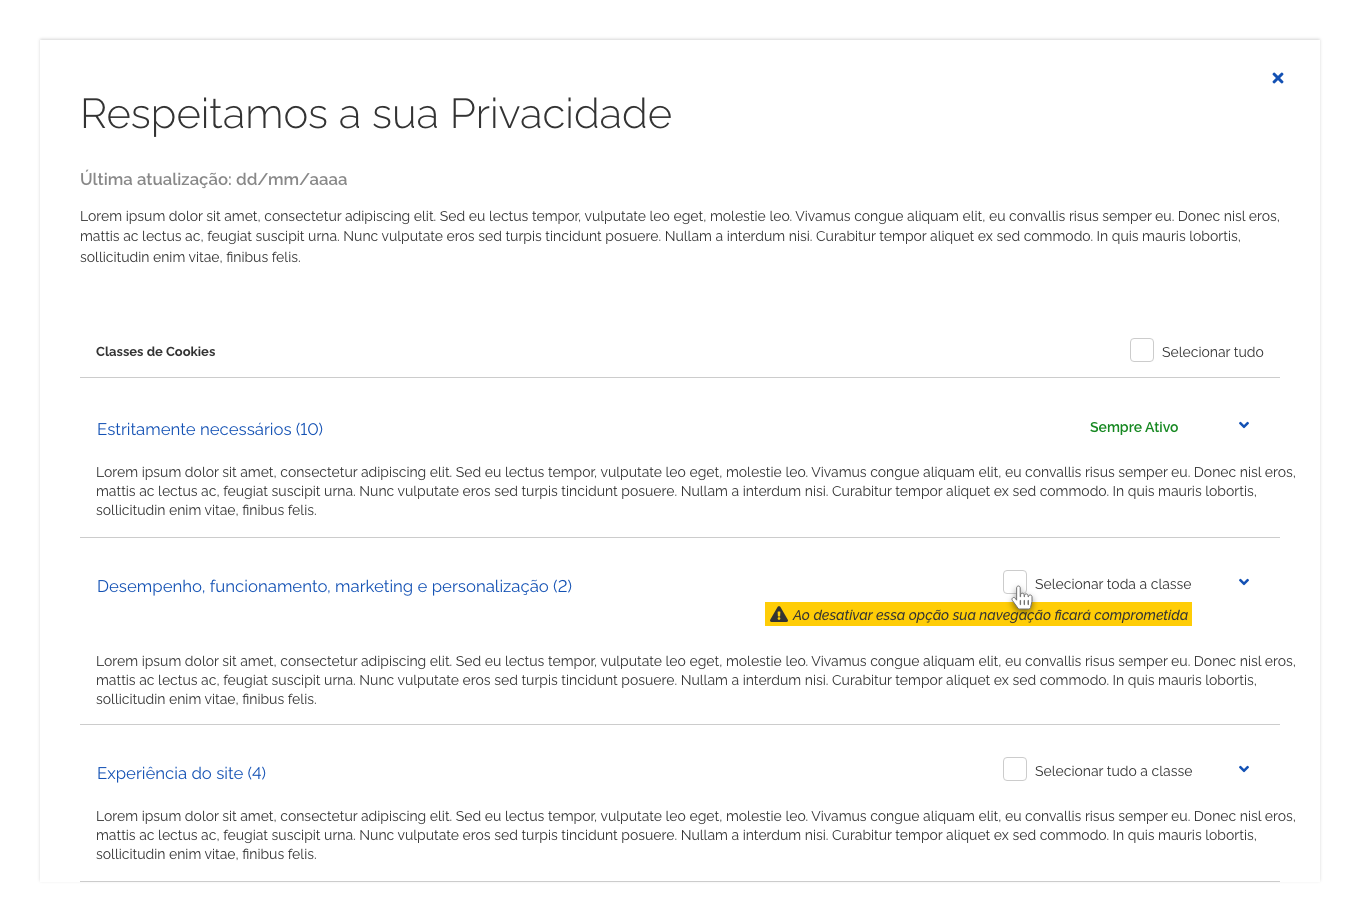 Respeitamos a sua Privacidade
Última atualização: dd/mm/aaaa
Lorem ipsum dolor sit amet, consectetur adipiscing elit. Sed eu lectus tempor, vulputate leo eget, molestie leo. Vivamus congue aliquam elit, eu convallis risus semper eu. Donec nisl eros,
mattis ac lectus ac, feugiat suscipit urna. Nunc vulputate eros sed turpis tincidunt posuere. Nullam a interdum nisi. Curabitur tempor aliquet ex sed commodo. In quis mauris lobortis,
sollicitudin enim vitae, finibus felis.
Classes de Cookies
Selecionar tudo
Estritamente necessários (10)
Sempre Ativo
Lorem ipsum dolor sit amet, consectetur adipiscing elit. Sed eu lectus tempor, vulputate leo eget, molestie leo. Vivamus congue aliquam elit, eu convallis risus semper eu. Donec nisl eros,
mattis ac lectus ac, feugiat suscipit urna. Nunc vulputate eros sed turpis tincidunt posuere. Nullam a interdum nisi. Curabitur tempor aliquet ex sed commodo. In quis mauris lobortis,
sollicitudin enim vitae, finibus felis.
Desempenho, funcionamento, marketing e personalização (2)
Selecionar toda a classe
Ao desativar essa opção sua navegação ficará comprometida
Lorem ipsum dolor sit amet, consectetur adipiscing elit. Sed eu lectus tempor, vulputate leo eget, molestie leo. Vivamus congue aliquam elit, eu convallis risus semper eu. Donec nisl eros,
mattis ac lectus ac, feugiat suscipit urna. Nunc vulputate eros sed turpis tincidunt posuere. Nullam a interdum nisi. Curabitur tempor aliquet ex sed commodo. In quis mauris lobortis,
sollicitudin enim vitae, finibus felis.
Experiência do site (4)
Selecionar tudo a classe
Lorem ipsum dolor sit amet, consectetur adipiscing elit. Sed eu lectus tempor, vulputate leo eget, molestie leo. Vivamus congue aliquam elit, eu convallis risus semper eu. Donec nisl eros,
mattis ac lectus ac, feugiat suscipit urna. Nunc vulputate eros sed turpis tincidunt posuere. Nullam a interdum nisi. Curabitur tempor aliquet ex sed commodo. In quis mauris lobortis,
sollicitudin enim vitae, finibus felis.